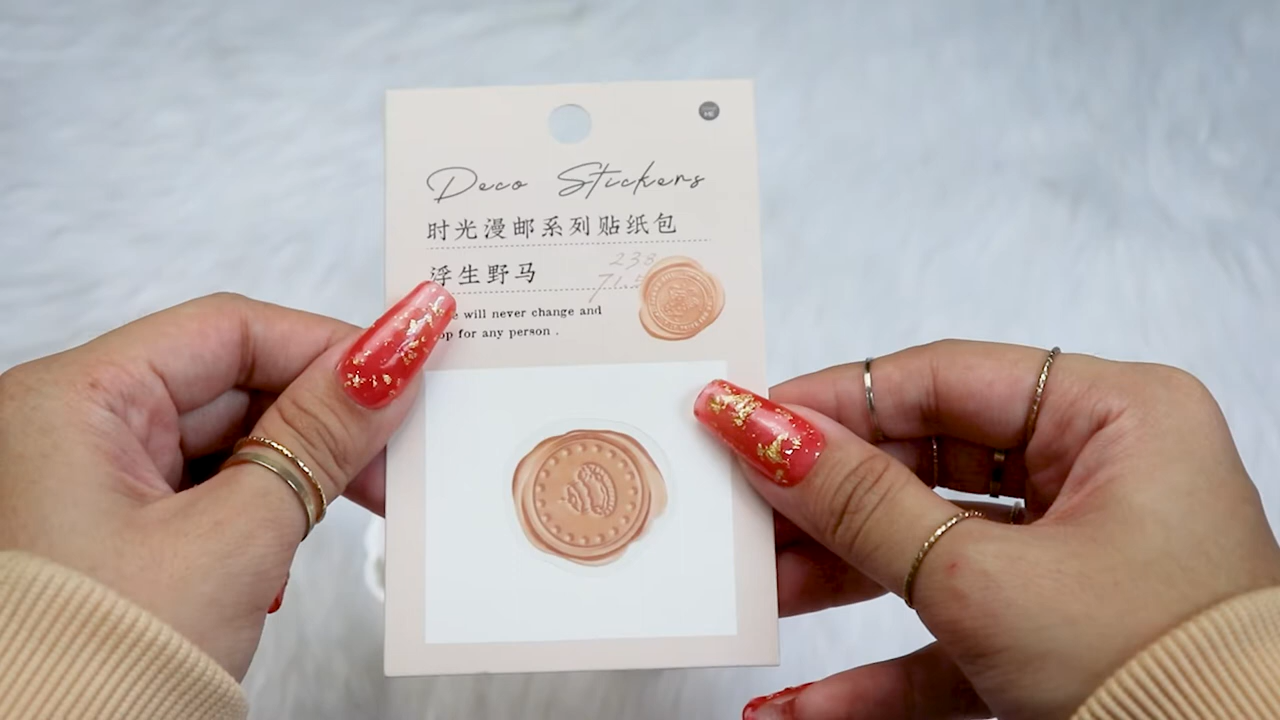 Deco Stickers
时光漫邮系列贴纸包
浮生野马
238
will never change and
for any person .